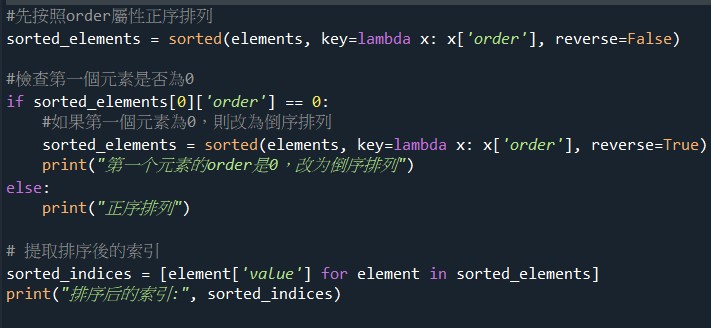 #先按照order屬性正序排列
sorted_elements = sorted(elements, key=lambda x: x['order'], reverse=False)
#檢查第一個元素是否為0
if sorted_elements[0]['order'] == 0:
#如果第一個元素為0，則改為倒序排列
sorted_elements = sorted(elements, key=lambda x: x['order'], reverse=True)
print("第一个元素的order是0，改为倒序排列")
else:
print("正序排列")
# 提取排序後的索引
sorted_indices = [element['value'] for element in sorted_elements]
print("排序后的索引:", sorted_indices)